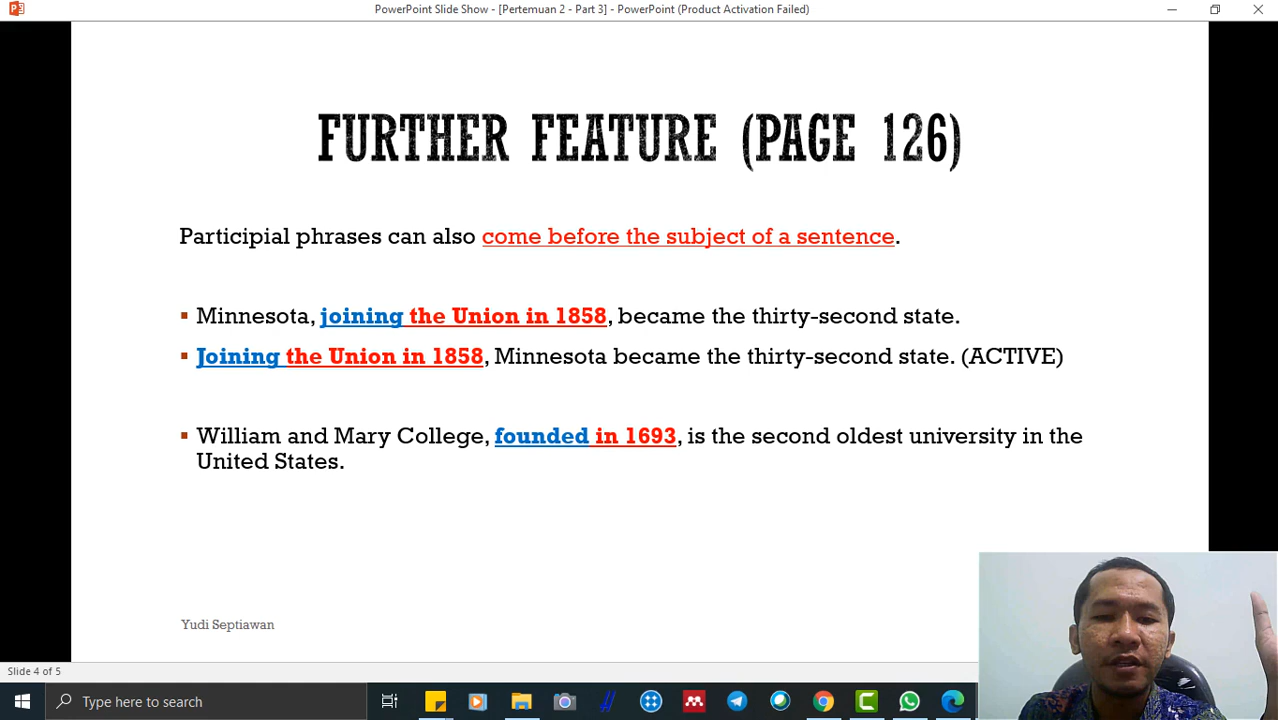 PowerPoint Slide Show - [Pertemuan 2 - Part 3] - PowerPoint (Product Activation Failed)
FURTHER FEATURE (PAGE 126)
Participial phrases can also come before the subject of a sentence.
▪ Minnesota, joining the Union in 1858, became the thirty-second state.
▪ Joining the Union in 1858, Minnesota became the thirty-second state. (ACTIVE)
▪ William and Mary College, founded in 1693, is the second oldest university in the
United States.
Yudi Septiawan
Slide 4 of 5
Type here to search